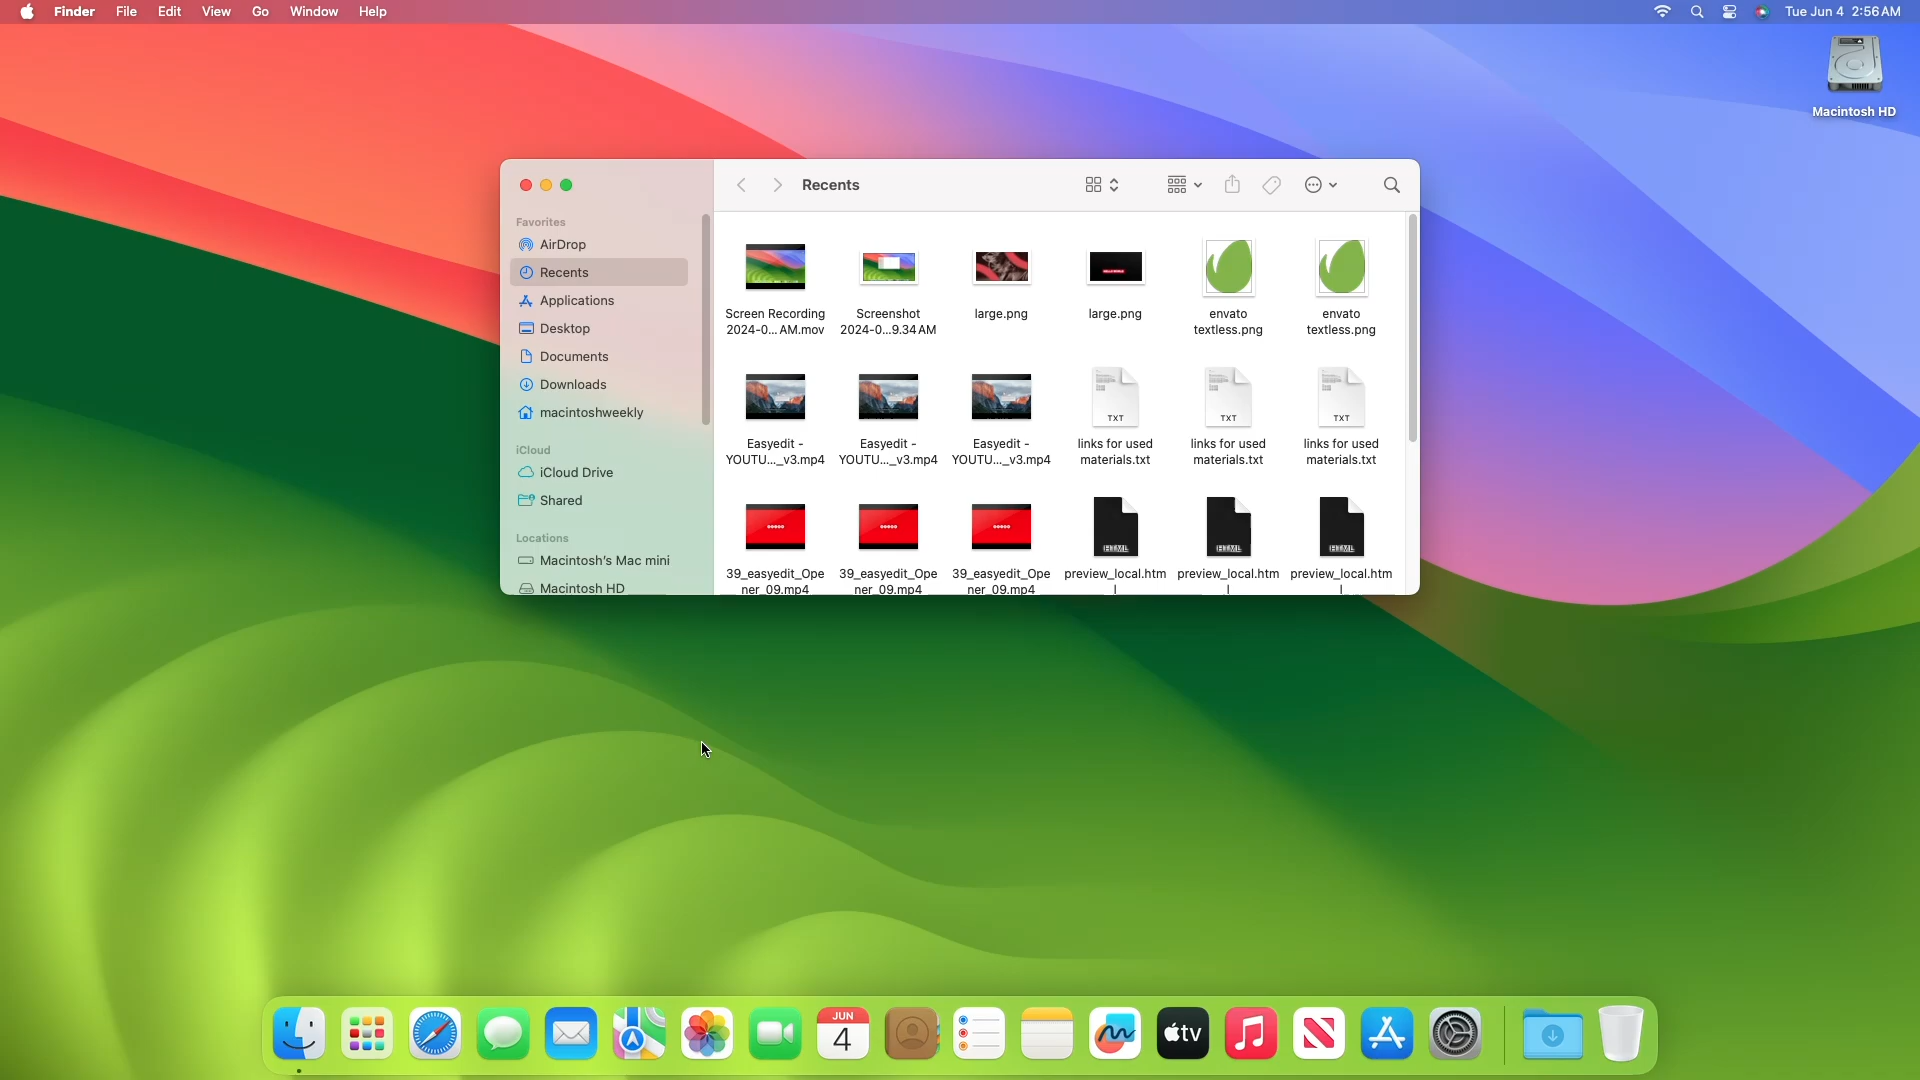 Finder File Edit View Go Window Help
Tue Jun 4 2:56 AM
Macintosh HD
Recents
Favorites
AirDrop
Recents
Applications
Desktop
Documents
Downloads
macintoshweekly
iCloud
iCloud Drive
Shared
Locations
Macintosh's Mac mini
Macintosh HD
Screen Recording
2024-0...AM.mov
Screenshot
2024-0...9.34 AM
large.png
large.png
envato
textless.png
envato
textless.png
Easyedit -
YOUTU..._v3.mp4
Easyedit -
YOUTU..._v3.mp4
Easyedit -
YOUTU..._v3.mp4
TXT
links for used
materials.txt
TXT
links for used
materials.txt
TXT
links for used
materials.txt
39_easyedit_Ope
ner_09.mp4
39_easyedit_Ope
ner_09.mp4
39_easyedit_Ope
ner_09.mp4
HTML
preview_local.htm
l
HTML
preview_local.htm
l
HTML
preview_local.htm
l
JUN
4
tv